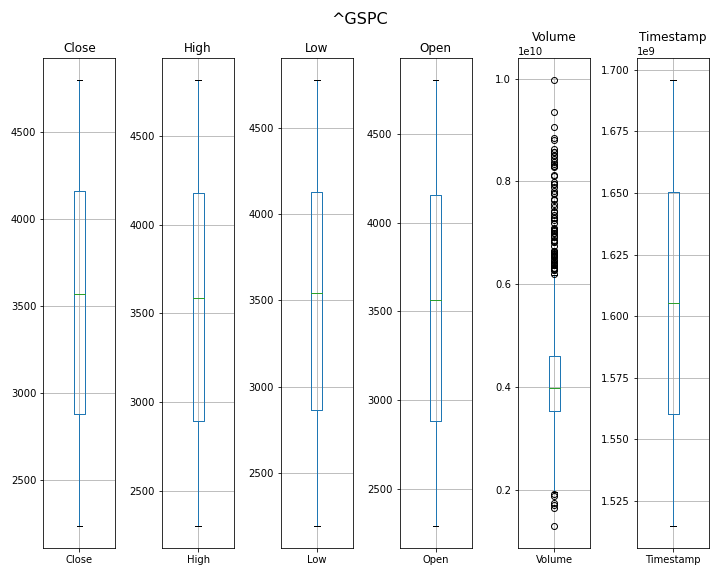 ^GSPC
Close
4500
4000
3500
3000
2500
Close
High
4500
4000
3500
3000
2500
High
Low
4500
4000
3500
3000
2500
Low
Open
4500
4000
3500
3000
2500
Open
Volume
1e10
1.0
0.8
0.6
0.4
0.2
Volume
Timestamp
1e9
1.700
1.675
1.650
1.625
1.600
1.575
1.550
1.525
Timestamp